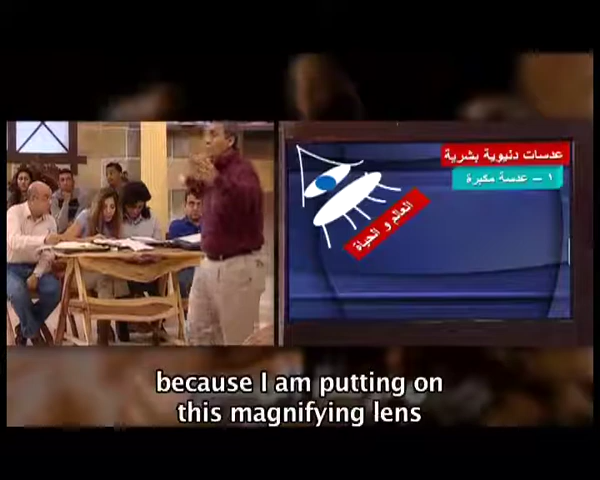 عدسات دنيوية بشرية
١ - عدسة مكبرة
العالم و الحياة
because I am putting on
this magnifying lens